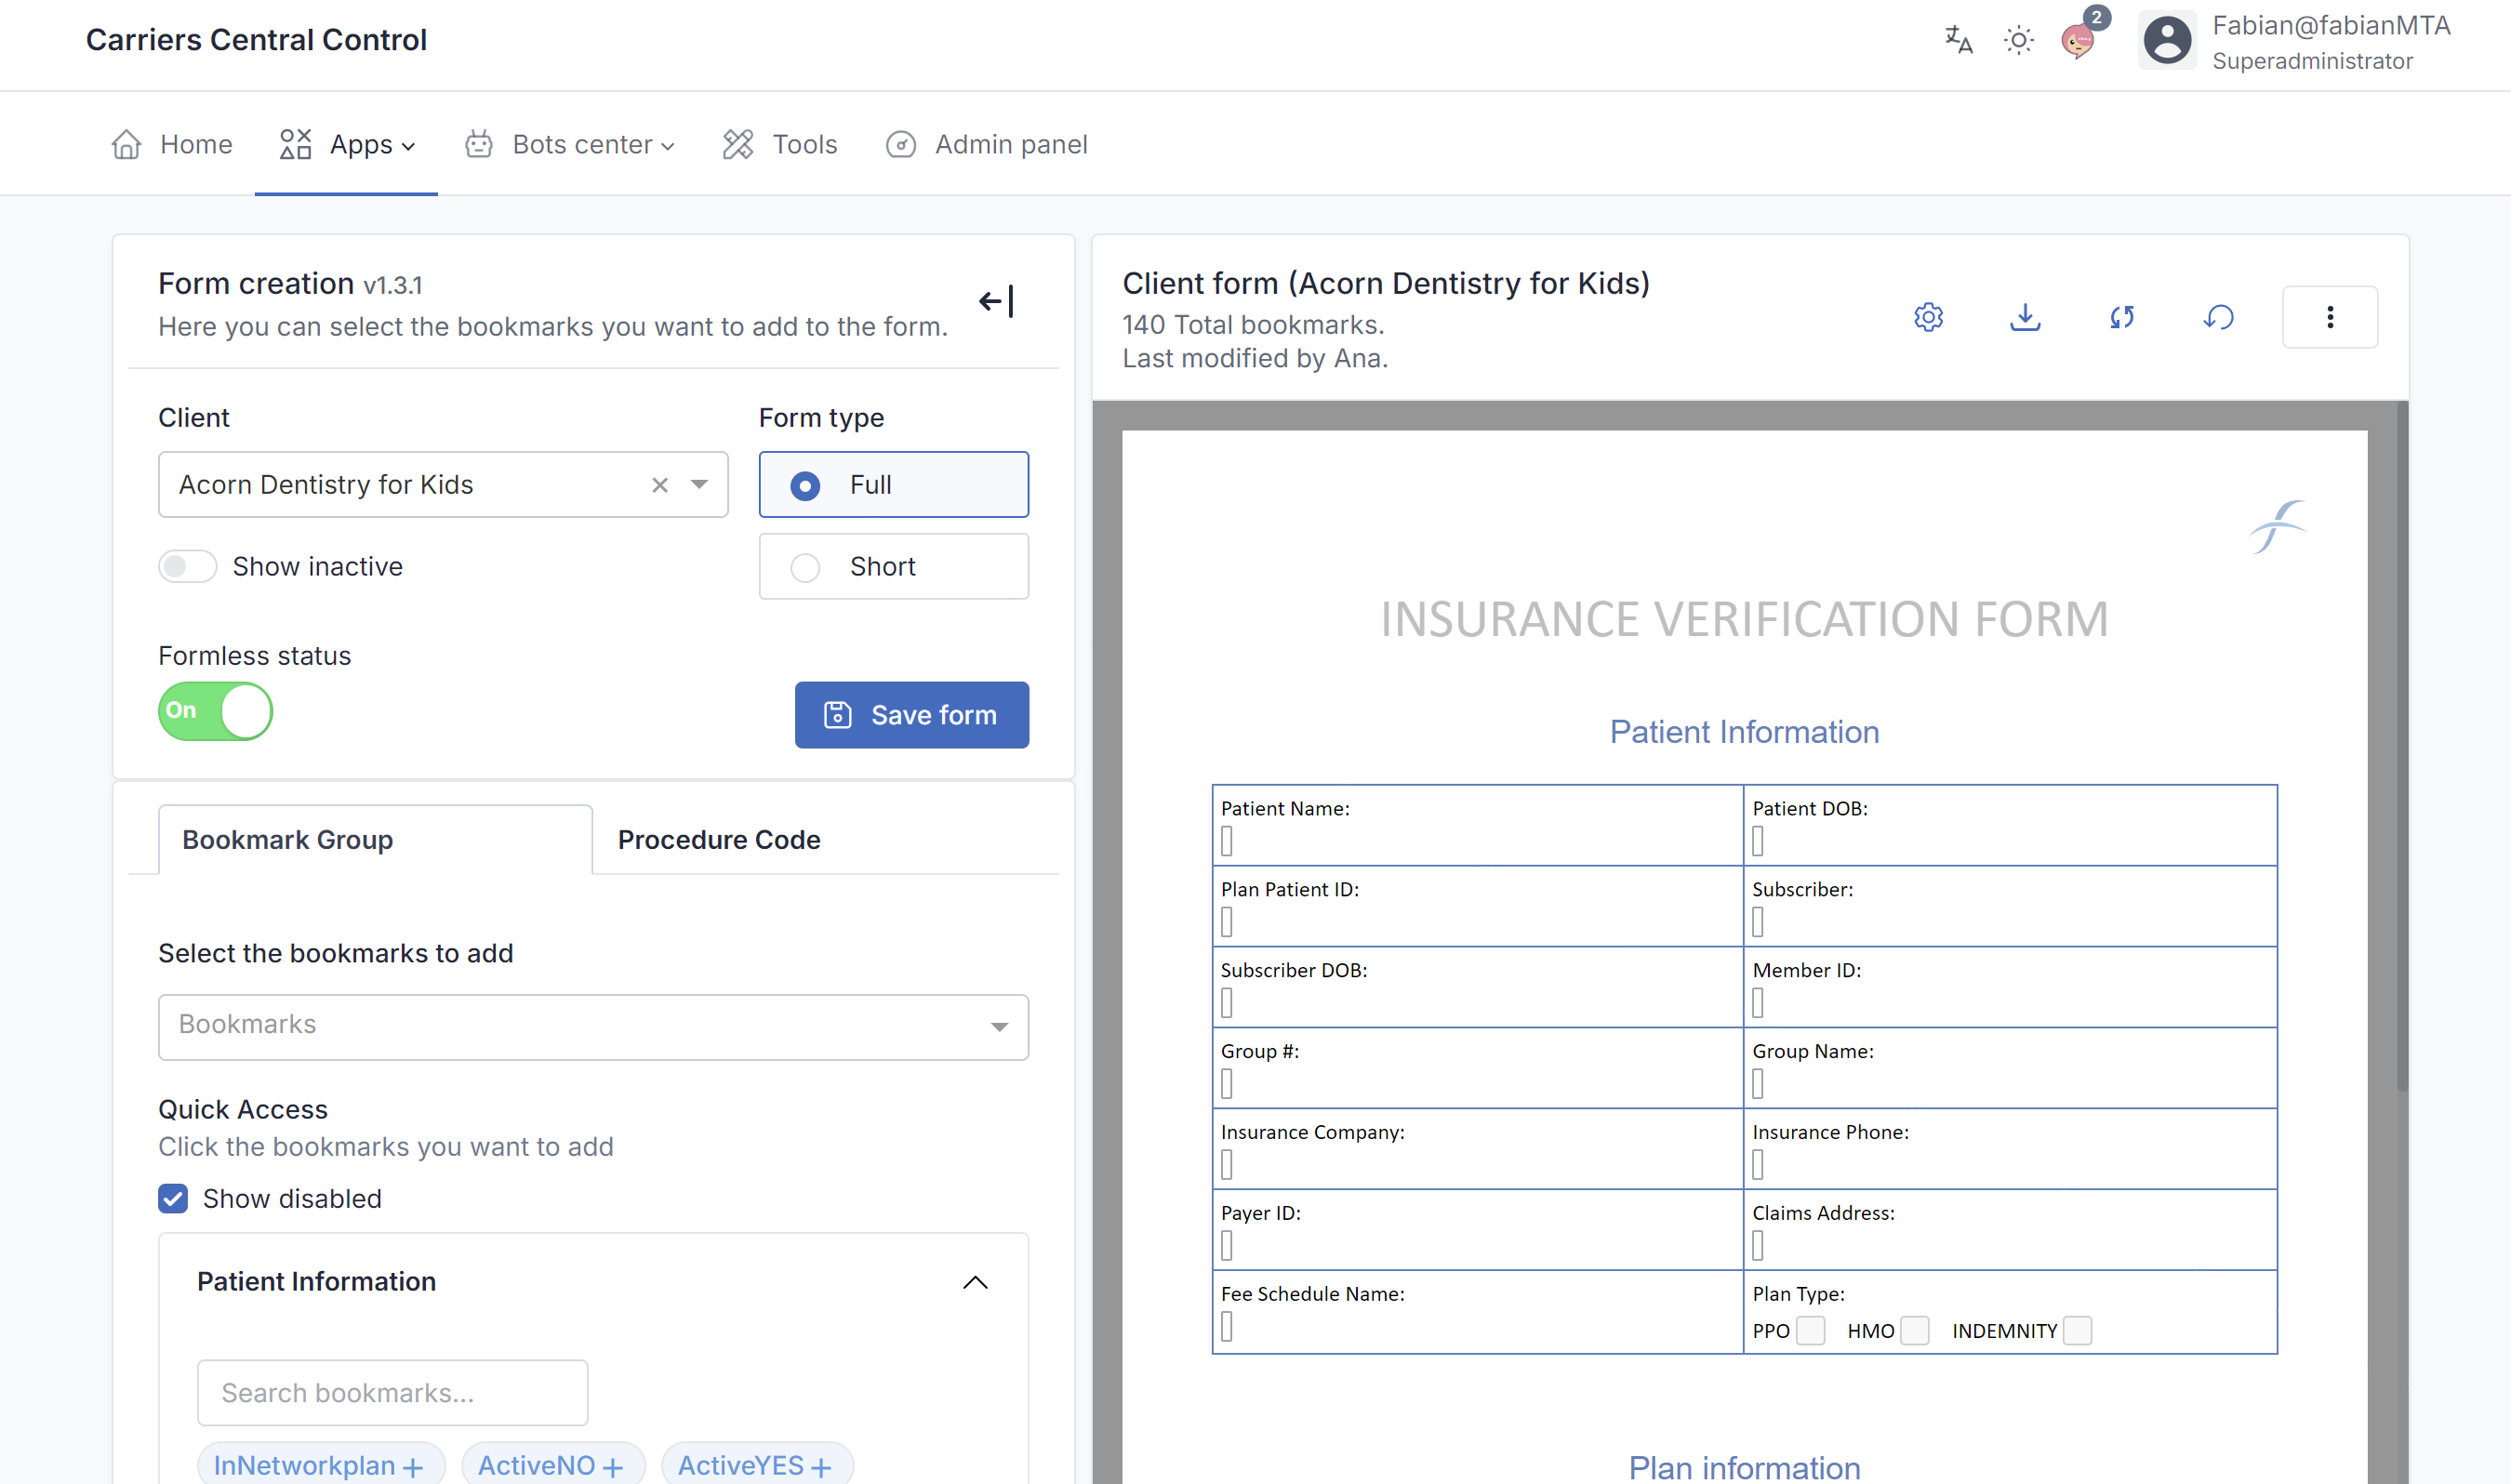 Carriers Central Control
2
Fabian@fabianMTA
Superadministrator
Home
Apps
Bots center
Tools
Admin panel
Form creation v1.3.1
Here you can select the bookmarks you want to add to the form.
Client
Form type
Acorn Dentistry for Kids
Full
Show inactive
Short
Formless status
On
Save form
Bookmark Group
Procedure Code
Select the bookmarks to add
Bookmarks
Quick Access
Click the bookmarks you want to add
Show disabled
Patient Information
Search bookmarks...
InNetworkplan +
ActiveNO +
ActiveYES +
Client form (Acorn Dentistry for Kids)
140 Total bookmarks.
Last modified by Ana.
INSURANCE VERIFICATION FORM
Patient Information
Patient Name:
Patient DOB:
Plan Patient ID:
Subscriber:
Subscriber DOB:
Member ID:
Group #:
Group Name:
Insurance Company:
Insurance Phone:
Payer ID:
Claims Address:
Fee Schedule Name:
Plan Type:
PPO HMO INDEMNITY
Plan information